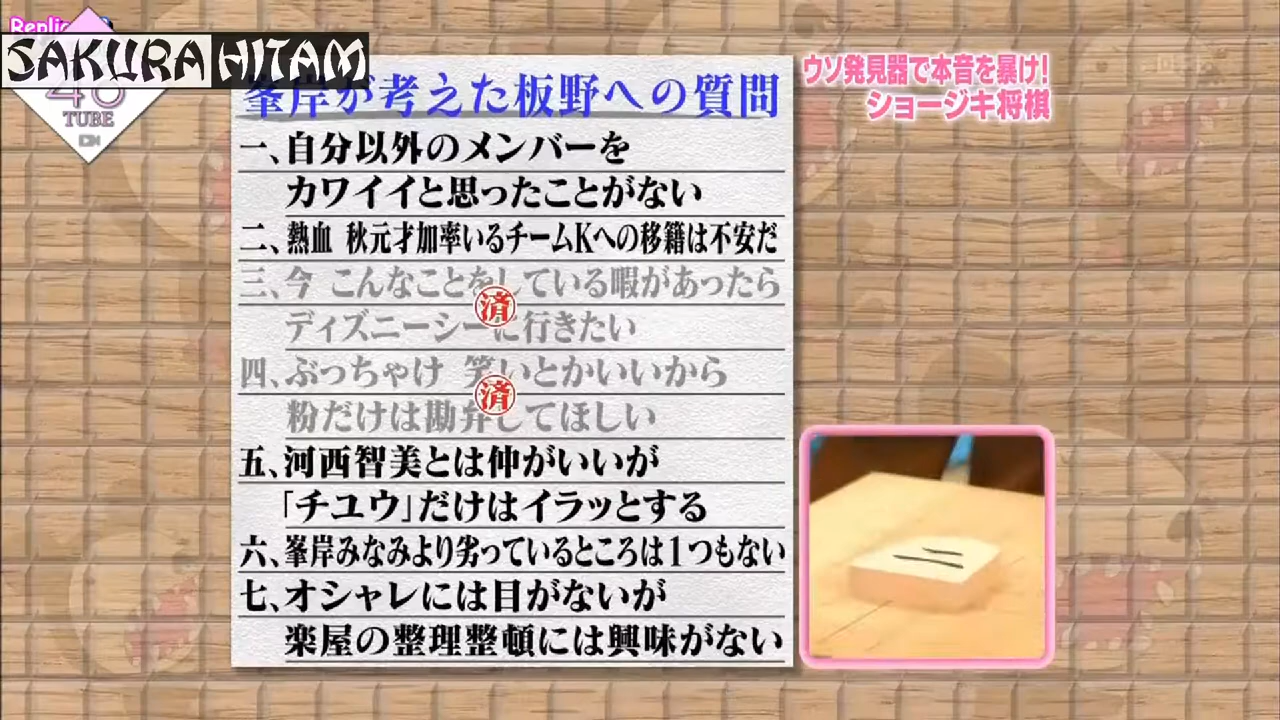 Replic
SAKURA HITAM
46
TUBE
CH
峯岸が考えた板野への質問
ウソ発見器で本音を暴け!
ショージキ将棋
一、自分以外のメンバーを
カワイイと思ったことがない
二、熱血 秋元才加率いるチームKへの移籍は不安だ
三、今 こんなことをしている暇があったら
ディズニーシーに行きたい
済
四、ぶっちゃけ 笑いとかいいから
粉だけは勘弁してほしい
済
五、河西智美とは仲がいいが
「チユウ」だけはイラッとする
六、峯岸みなみより劣っているところは1つもない
七、オシャレには目がないが
楽屋の整理整頓には興味がない
二